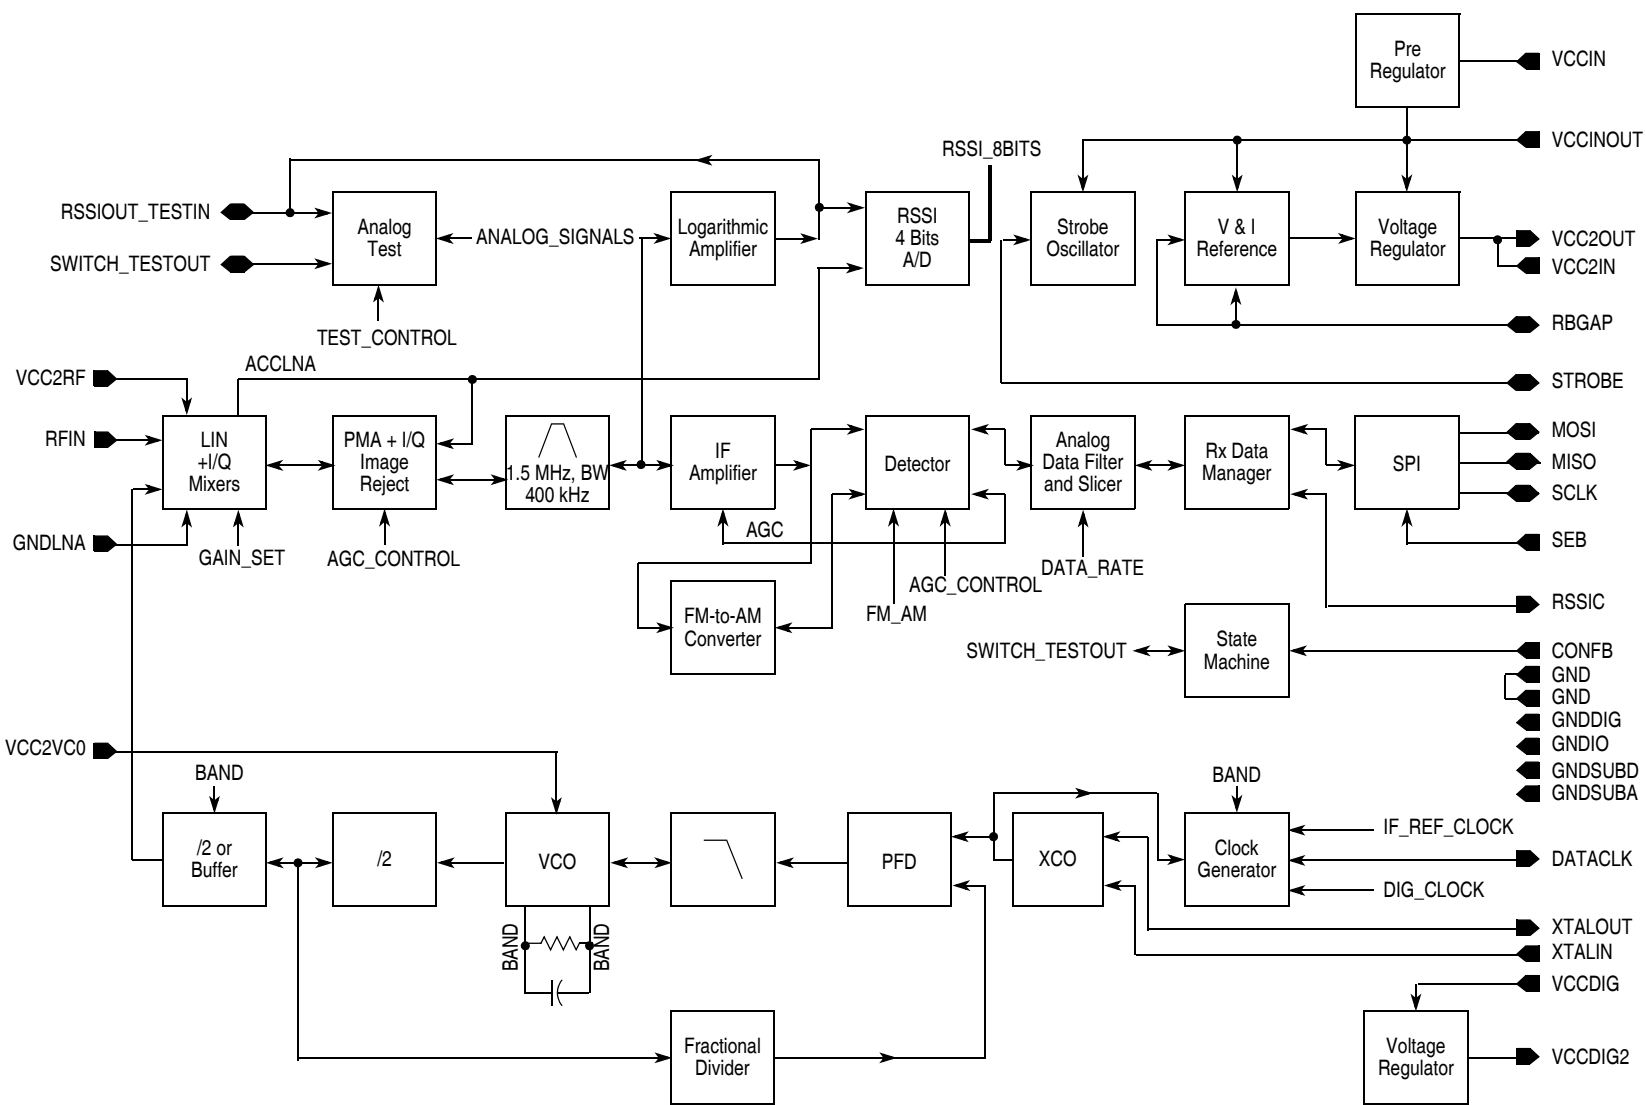 Pre
Regulator
VCCIN
VCCINOUT
RSSI_8BITS
RSSIOUT_TESTIN
SWITCH_TESTOUT
Analog
Test
ANALOG_SIGNALS
Logarithmic
Amplifier
RSSI
4 Bits
A/D
Strobe
Oscillator
V & I
Reference
Voltage
Regulator
VCC2OUT
VCC2IN
RBGAP
TEST_CONTROL
STROBE
VCC2RF
ACCLNA
RFIN
GNDLNA
LIN
+I/Q
Mixers
PMA + I/Q
Image
Reject
1.5 MHz, BW
400 kHz
IF
Amplifier
Detector
Analog
Data Filter
and Slicer
Rx Data
Manager
SPI
MOSI
MISO
SCLK
SEB
GAIN_SET
AGC_CONTROL
AGC
AGC_CONTROL
FM_AM
DATA_RATE
RSSIC
FM-to-AM
Converter
SWITCH_TESTOUT
State
Machine
CONFB
GND
GND
GNDDIG
GNDIO
GNDSUBD
GNDSUBA
VCC2VC0
BAND
BAND
/2 or
Buffer
/2
VCO
PFD
XCO
Clock
Generator
IF_REF_CLOCK
DATACLK
DIG_CLOCK
BAND
BAND
XTALOUT
XTALIN
VCCDIG
Fractional
Divider
Voltage
Regulator
VCCDIG2